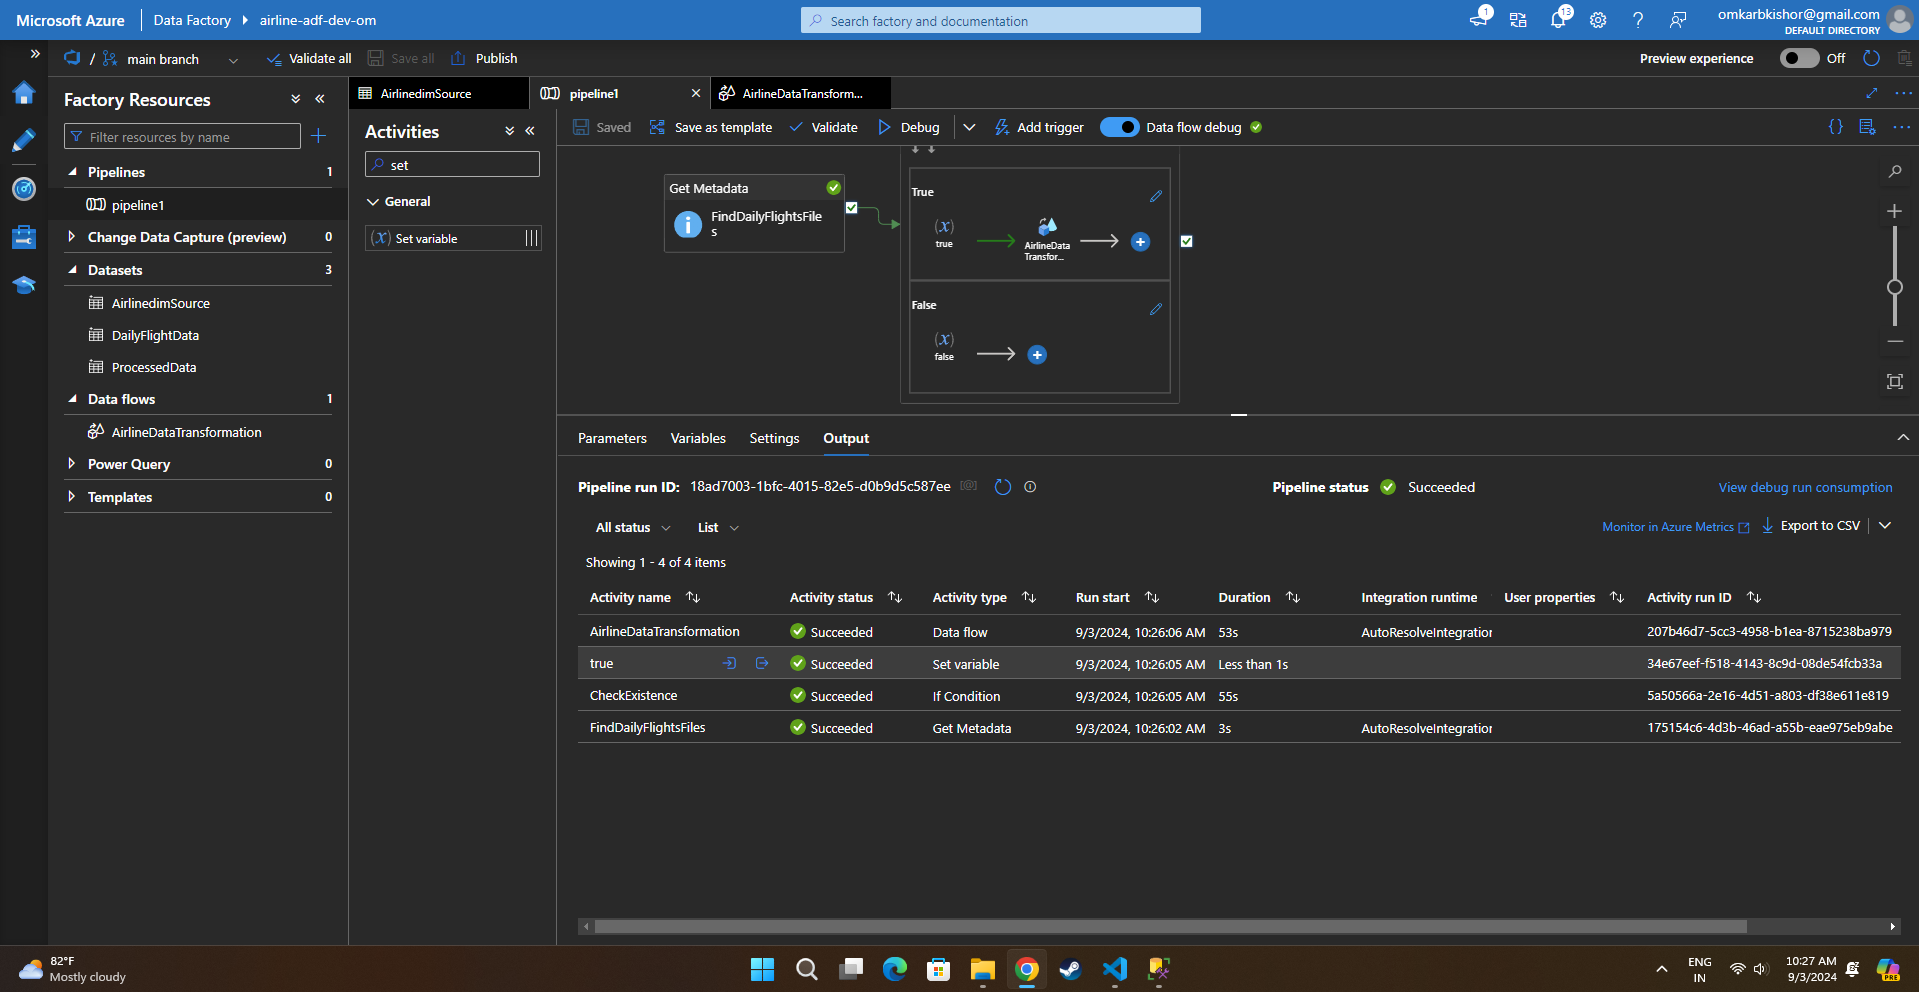 Microsoft Azure Data Factory airline-adf-dev-om
Search factory and documentation
1
13
omkarbkishor@gmail.com
DEFAULT DIRECTORY
/ main branch
Validate all
Save all
Publish
Preview experience
Off
Factory Resources
Filter resources by name
Pipelines 1
pipeline1
Change Data Capture (preview) 0
Datasets 3
AirlinedimSource
DailyFlightData
ProcessedData
Data flows 1
AirlineDataTransformation
Power Query 0
Templates 0
AirlinedimSource
pipeline1
AirlineDataTransform...
Activities
set
General
(x) Set variable
Saved
Save as template
Validate
Debug
Add trigger
Data flow debug
{}
Get Metadata
FindDailyFlightsFile
s
True
(x)
true
AirlineData
Transfor...
False
(x)
false
Parameters Variables Settings Output
Pipeline run ID: 18ad7003-1bfc-4015-82e5-d0b9d5c587ee
Pipeline status Succeeded
View debug run consumption
All status List
Monitor in Azure Metrics
Export to CSV
Showing 1 - 4 of 4 items
Activity name Activity status Activity type Run start Duration Integration runtime User properties Activity run ID
AirlineDataTransformation Succeeded Data flow 9/3/2024, 10:26:06 AM 53s AutoResolveIntegration 207b46d7-5cc3-4958-b1ea-8715238ba979
true Succeeded Set variable 9/3/2024, 10:26:05 AM Less than 1s 34e67eef-f518-4143-8c9d-08de54fcb33a
CheckExistence Succeeded If Condition 9/3/2024, 10:26:05 AM 55s 5a50566a-2e16-4d51-a803-df38e611e819
FindDailyFlightsFiles Succeeded Get Metadata 9/3/2024, 10:26:02 AM 3s AutoResolveIntegration 175154c6-4d3b-46ad-a55b-eae975eb9abe
82°F
Mostly cloudy
ENG
IN
10:27 AM
9/3/2024
PRE